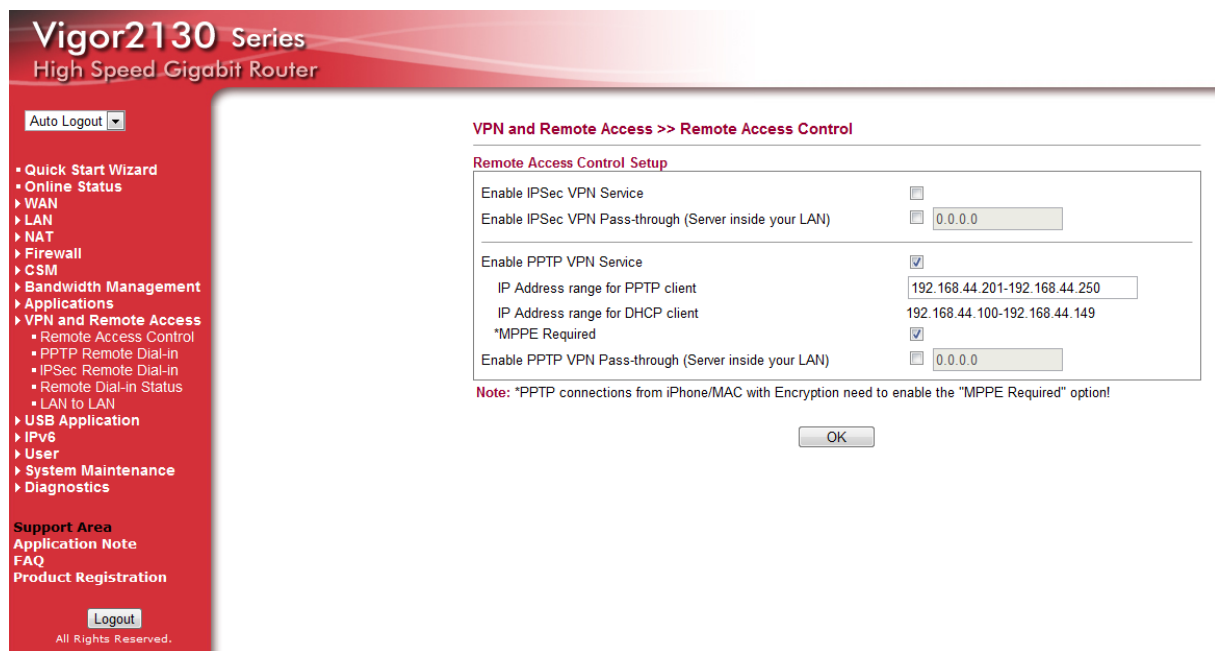 Vigor2130 Series
High Speed Gigabit Router
Auto Logout
Quick Start Wizard
Online Status
WAN
LAN
NAT
Firewall
CSM
Bandwidth Management
Applications
VPN and Remote Access
Remote Access Control
PPTP Remote Dial-in
IPSec Remote Dial-in
Remote Dial-in Status
LAN to LAN
USB Application
IPv6
User
System Maintenance
Diagnostics
Support Area
Application Note
FAQ
Product Registration
Logout
All Rights Reserved.
VPN and Remote Access >> Remote Access Control
Remote Access Control Setup
Enable IPSec VPN Service
Enable IPSec VPN Pass-through (Server inside your LAN) 0.0.0.0
Enable PPTP VPN Service
IP Address range for PPTP client 192.168.44.201-192.168.44.250
IP Address range for DHCP client 192.168.44.100-192.168.44.149
*MPPE Required
Enable PPTP VPN Pass-through (Server inside your LAN) 0.0.0.0
Note: *PPTP connections from iPhone/MAC with Encryption need to enable the "MPPE Required" option!
OK